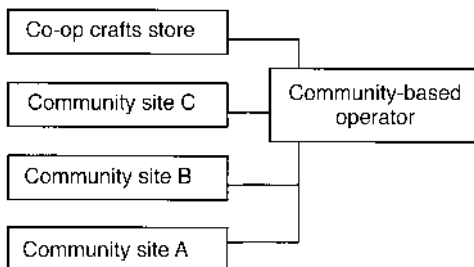 Co-op crafts store
Community site C
Community-based
operator
Community site B
Community site A